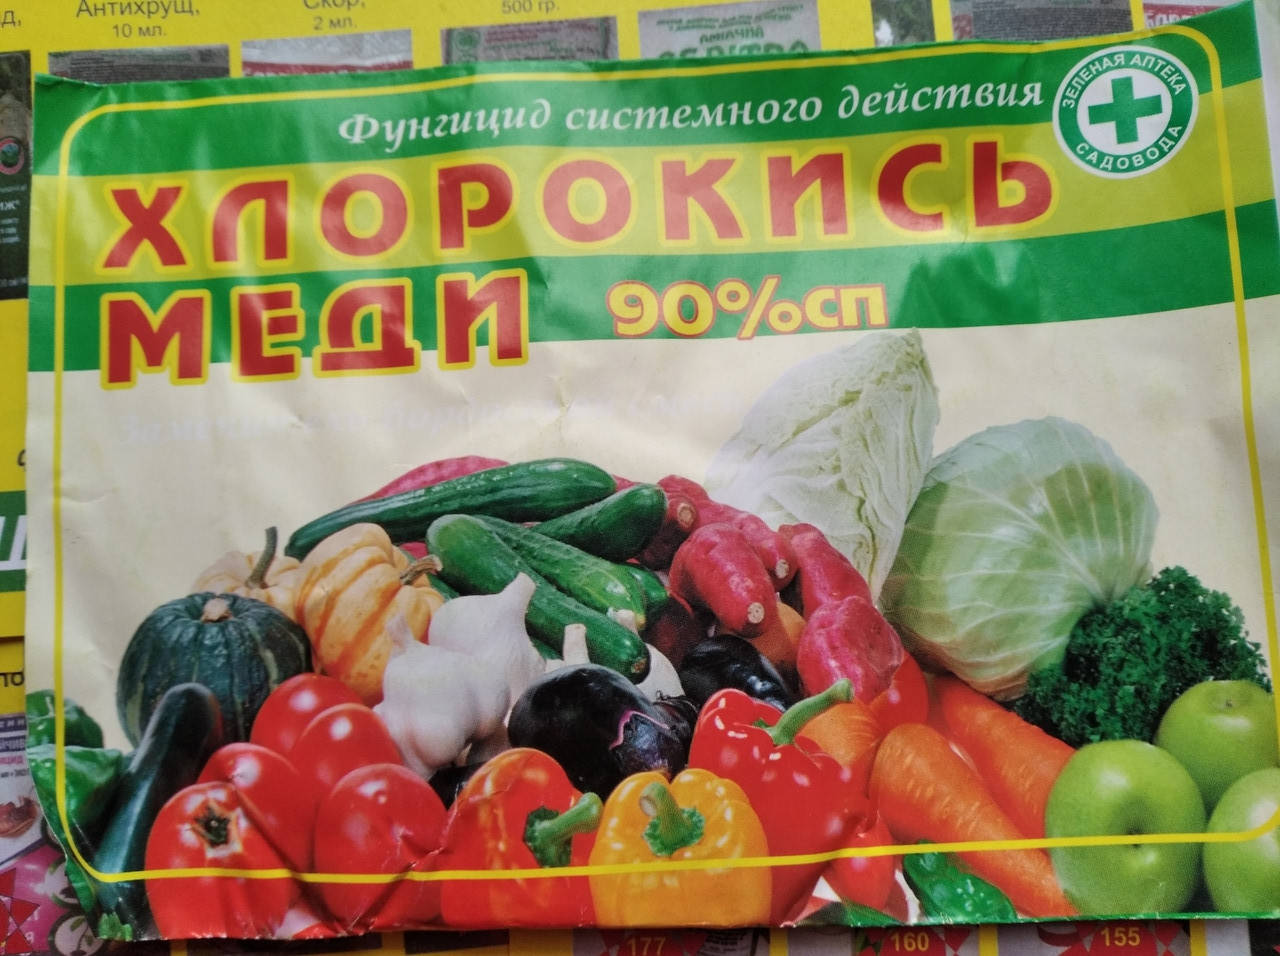 Антихрущ,
10 мл.
Скор,
2 мл.
500 гр.
Фунгицид системного действия
ЗЕЛЕНАЯ АПТЕКА
САДОВОДА
ХЛОРОКИСЬ
МЕДИ 90%сп
177
160
155